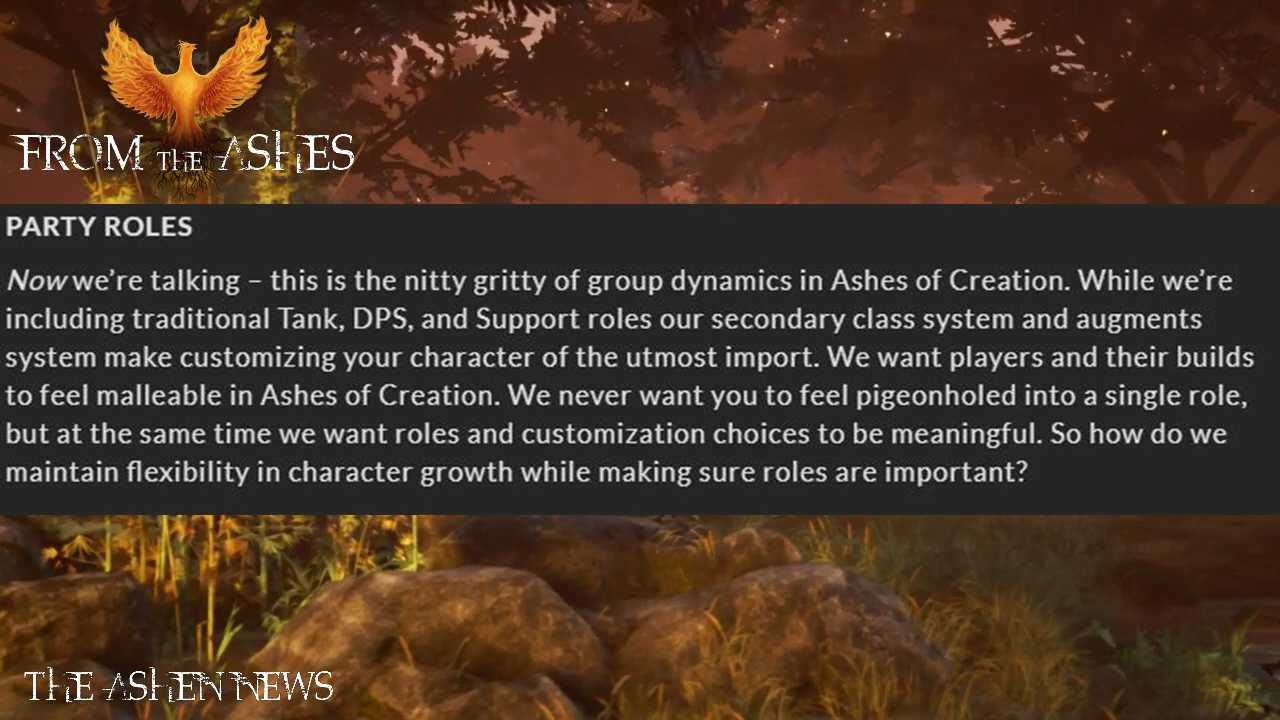 FROM THE ASHES
PARTY ROLES
Now we're talking – this is the nitty gritty of group dynamics in Ashes of Creation. While we're
including traditional Tank, DPS, and Support roles our secondary class system and augments
system make customizing your character of the utmost import. We want players and their builds
to feel malleable in Ashes of Creation. We never want you to feel pigeonholed into a single role,
but at the same time we want roles and customization choices to be meaningful. So how do we
maintain flexibility in character growth while making sure roles are important?
THE ASHEN NEWS